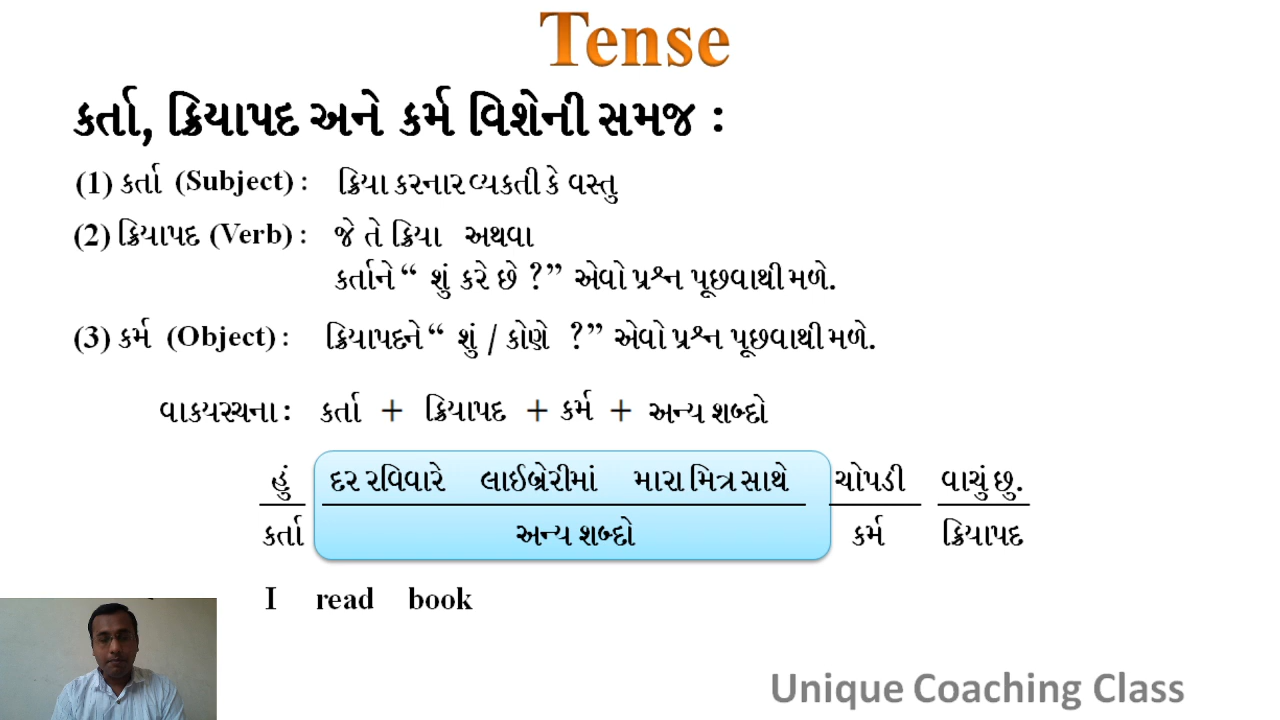 Tense
કર્તા, ક્રિયાપદ અને કર્મ વિશેની સમજ :
(1) કર્તા (Subject) : ક્રિયા કરનાર વ્યકતી કે વસ્તુ
(2) ક્રિયાપદ (Verb) : જે તે ક્રિયા અથવા
કર્તાને “ શું કરે છે ?” એવો પ્રશ્ન પૂછવાથી મળે.
(3) કર્મ (Object) : ક્રિયાપદને “ શું / કોણે ?” એવો પ્રશ્ન પૂછવાથી મળે.
વાકયરચના : કર્તા + ક્રિયાપદ + કર્મ + અન્ય શબ્દો
હું દર રવિવારે લાઈબ્રેરીમાં મારા મિત્ર સાથે ચોપડી વાચું છુ.
કર્તા અન્ય શબ્દો કર્મ ક્રિયાપદ
I read book
Unique Coaching Class